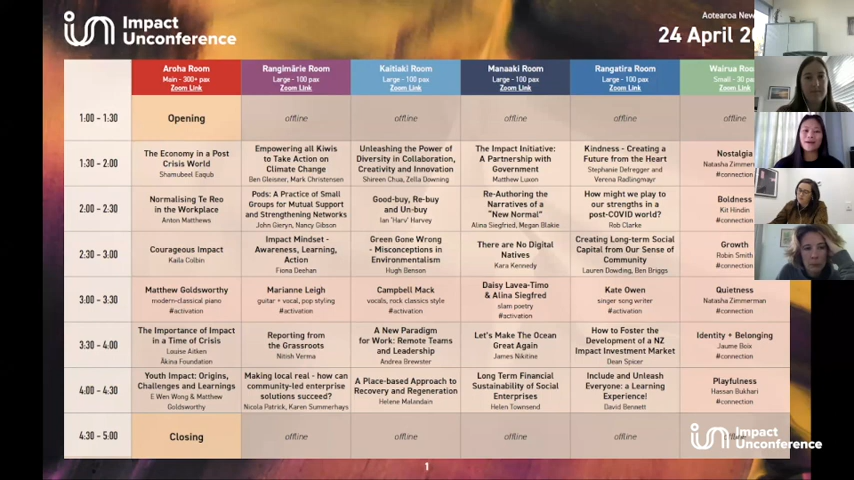 Impact
Unconference
Aotearoa New
24 April 20
Aroha Room
Main - 300+ pax
Zoom Link
Rangimārie Room
Large - 100 pax
Zoom Link
Kaitiaki Room
Large - 100 pax
Zoom Link
Manaaki Room
Large - 100 pax
Zoom Link
Rangatira Room
Large - 100 pax
Zoom Link
Wairua Roo
Small - 30 pa
Zoom Link
1:00 – 1:30
Opening
offline
offline
offline
offline
offline
1:30 – 2:00
The Economy in a Post
Crisis World
Shamubeel Eaqub
Empowering all Kiwis
to Take Action on
Climate Change
Ben Gleisner, Mark Christensen
Unleashing the Power of
Diversity in Collaboration,
Creativity and Innovation
Shireen Chua, Zella Downing
The Impact Initiative:
A Partnership with
Government
Matthew Luxon
Kindness - Creating a
Future from the Heart
Stephanie Defregger and
Verena Radlingmayr
Nostalgia
Natasha Zimmerm
#connection
2:00 – 2:30
Normalising Te Reo
in the Workplace
Anton Matthews
Pods: A Practice of Small
Groups for Mutual Support
and Strengthening Networks
John Gieryn, Nancy Gibson
Good-buy, Re-buy
and Un-buy
Ian 'Harv' Harvey
Re-Authoring the
Narratives of a
"New Normal"
Alina Siegfried, Megan Blakie
How might we play to
our strengths in a
post-COVID world?
Rob Clarke
Boldness
Kit Hindin
#connection
2:30 – 3:00
Courageous Impact
Kaila Colbin
Impact Mindset -
Awareness, Learning,
Action
Fiona Deehan
Green Gone Wrong
- Misconceptions in
Environmentalism
Hugh Benson
There are No Digital
Natives
Kara Kennedy
Creating Long-term Social
Capital from Our Sense of
Community
Lauren Dowding, Ben Briggs
Growth
Robin Smith
#connection
3:00 – 3:30
Matthew Goldsworthy
modern-classical piano
#activation
Marianne Leigh
guitar + vocal, pop styling
#activation
Campbell Mack
vocals, rock classics style
#activation
Daisy Lavea-Timo
& Alina Siegfred
slam poetry
#activation
Kate Owen
singer song writer
#activation
Quietness
Natasha Zimmerman
#connection
3:30 – 4:00
The Importance of Impact
in a Time of Crisis
Louise Aitken
Ākina Foundation
Reporting from
the Grassroots
Nitish Verma
A New Paradigm
for Work: Remote Teams
and Leadership
Andrea Brewster
Let's Make The Ocean
Great Again
James Nikitine
How to Foster the
Development of a NZ
Impact Investment Market
Dean Spicer
Identity + Belonging
Jaume Boix
#connection
4:00 – 4:30
Youth Impact: Origins,
Challenges and Learnings
E Wen Wong & Matthew
Goldsworthy
Making local real - how can
community-led enterprise
solutions succeed?
Nicola Patrick, Karen Summerhays
A Place-based Approach to
Recovery and Regeneration
Helene Malandain
Long Term Financial
Sustainability of Social
Enterprises
Helen Townsend
Include and Unleash
Everyone: a Learning
Experience!
David Bennett
Playfulness
Hassan Bukhari
#connection
4:30 – 5:00
Closing
offline
offline
offline
offline
Impact
Unconference
1